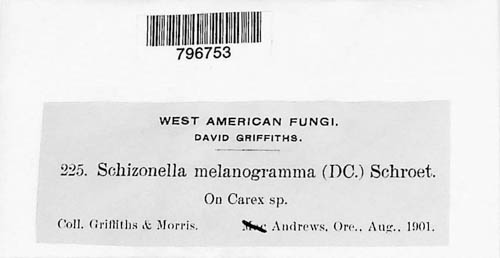 796753
WEST AMERICAN FUNGI.
DAVID GRIFFITHS.
225. Schizonella melanogramma (DC.) Schroet.
On Carex sp.
Coll. Griffiths & Morris. Andrews, Ore., Aug., 1901.